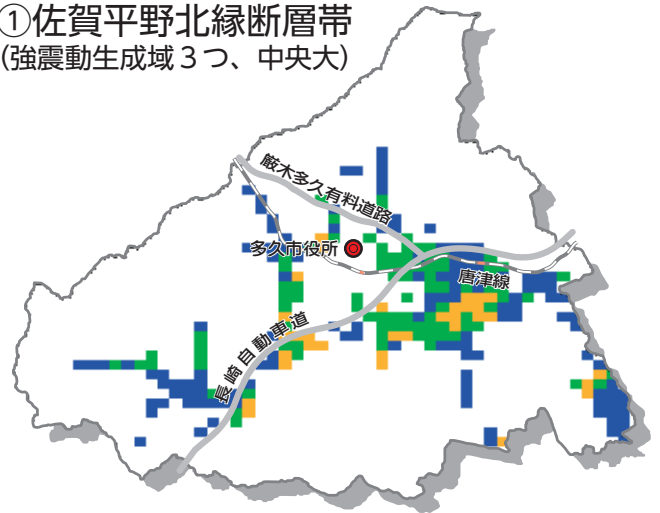 ①佐賀平野北縁断層帯
(強震動生成域3つ、中央大)
厳木多久有料道路
多久市役所
唐津線
長崎自動車道